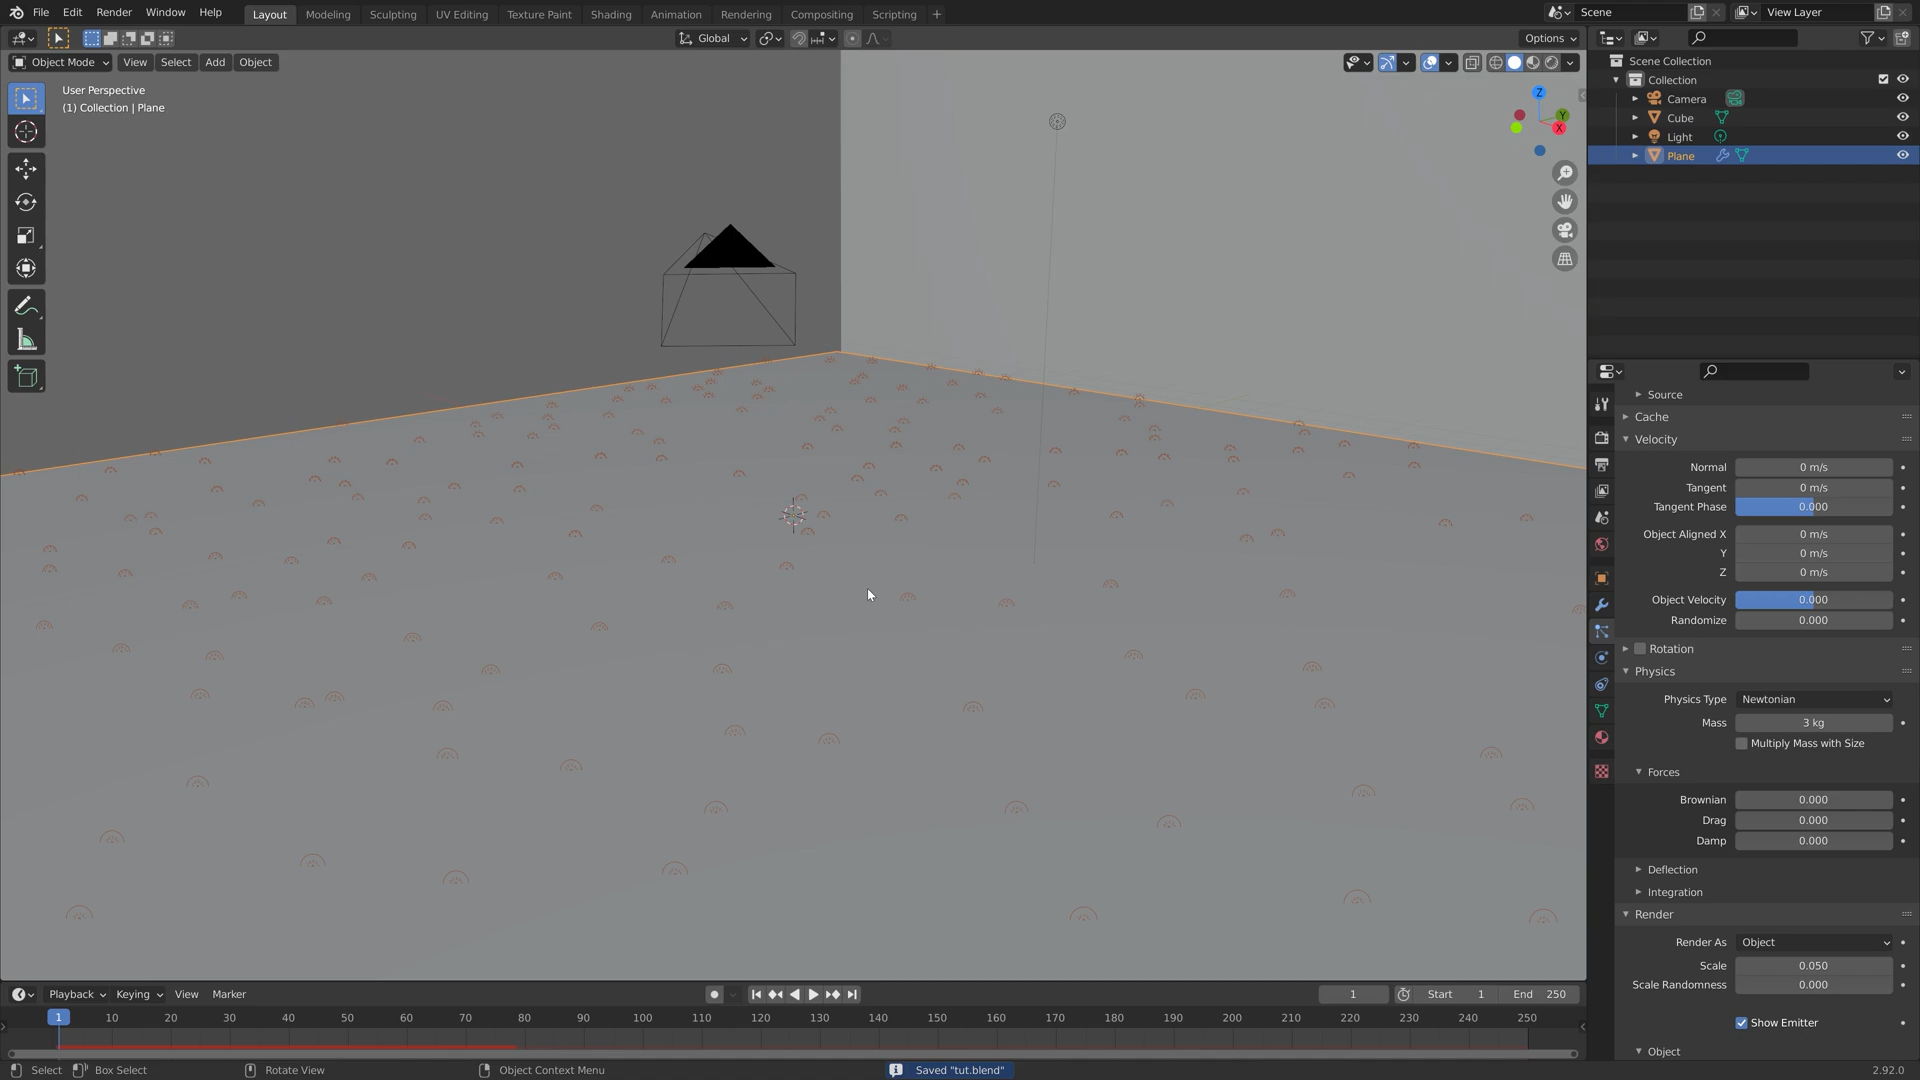 File Edit Render Window Help Layout Modeling Sculpting UV Editing Texture Paint Shading Animation Rendering Compositing Scripting + Scene View Layer
Global Options
Object Mode View Select Add Object
User Perspective
(1) Collection | Plane
Z
Y
X
Scene Collection
Collection
Camera
Cube
Light
Plane
Source
Cache
Velocity
Normal 0 m/s
Tangent 0 m/s
Tangent Phase 0.000
Object Aligned X 0 m/s
Y 0 m/s
Z 0 m/s
Object Velocity 0.000
Randomize 0.000
Rotation
Physics
Physics Type Newtonian
Mass 3 kg
Multiply Mass with Size
Forces
Brownian 0.000
Drag 0.000
Damp 0.000
Deflection
Integration
Render
Render As Object
Scale 0.050
Scale Randomness 0.000
Show Emitter
Object
Playback Keying View Marker 1 Start 1 End 250
1 10 20 30 40 50 60 70 80 90 100 110 120 130 140 150 160 170 180 190 200 210 220 230 240 250
Select Box Select Rotate View Object Context Menu Saved "tut.blend" 2.92.0